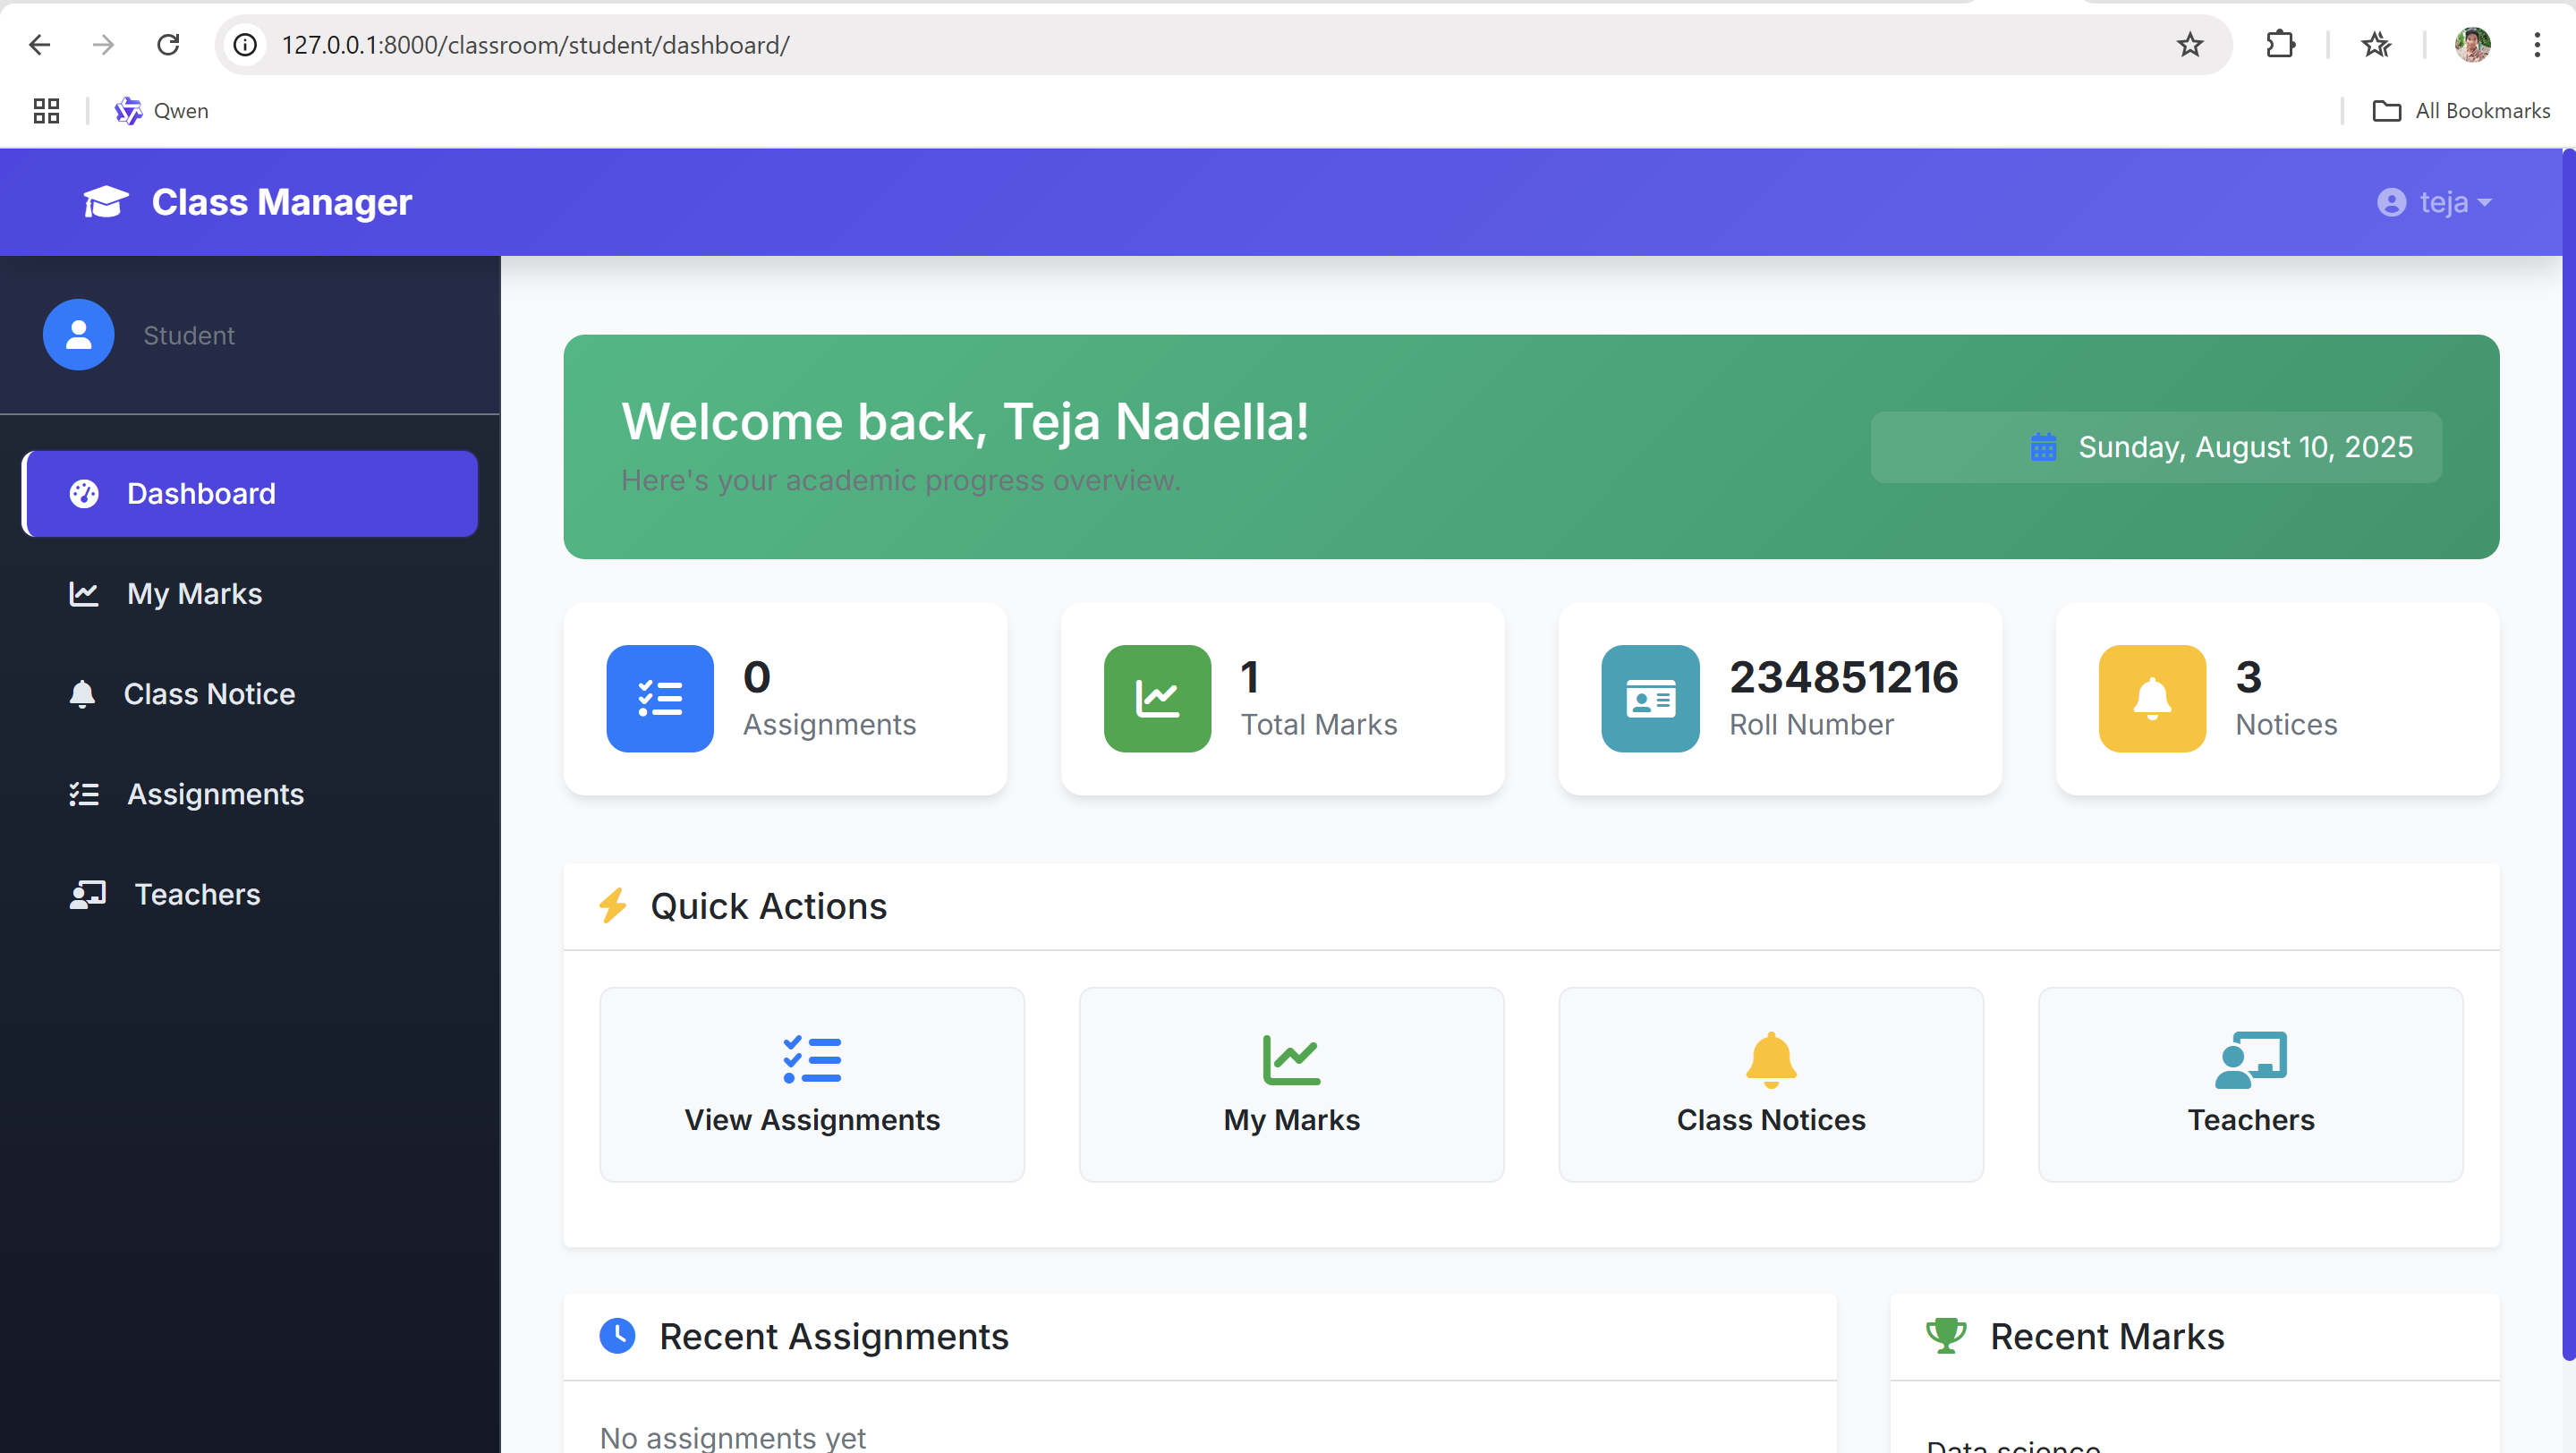 127.0.0.1:8000/classroom/student/dashboard/
Qwen
All Bookmarks
Class Manager
teja
Student
Dashboard
My Marks
Class Notice
Assignments
Teachers
Welcome back, Teja Nadella!
Here's your academic progress overview.
Sunday, August 10, 2025
0
Assignments
1
Total Marks
234851216
Roll Number
3
Notices
Quick Actions
View Assignments
My Marks
Class Notices
Teachers
Recent Assignments
No assignments yet
Recent Marks
Data science